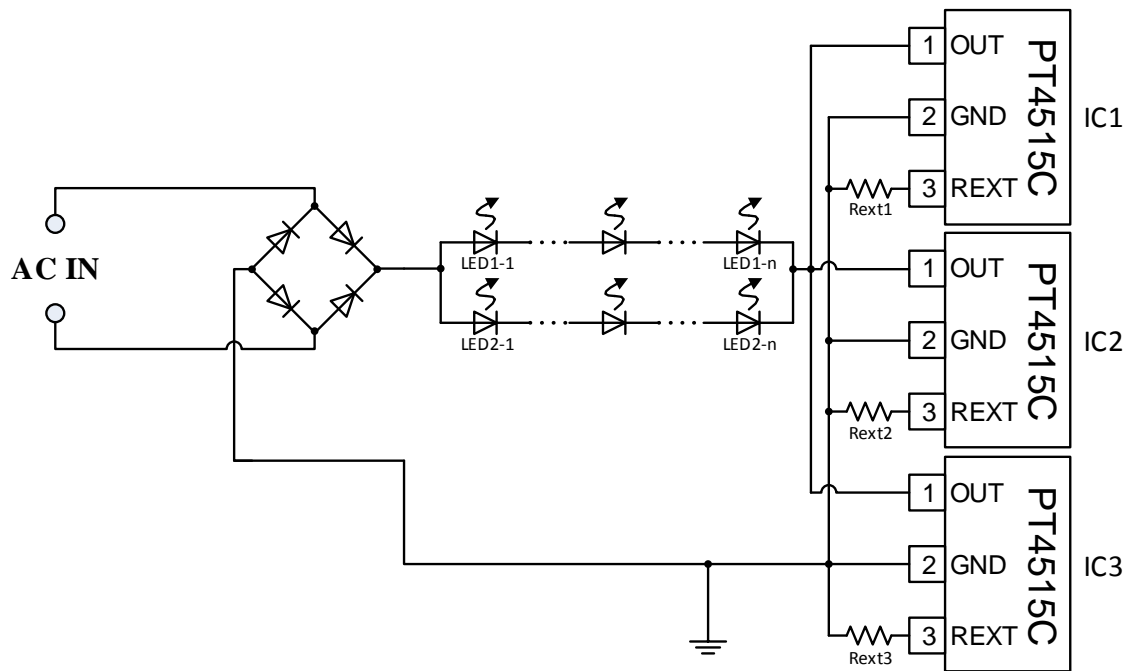 AC IN
LED1-1
LED1-n
LED2-1
LED2-n
1 OUT
2 GND
3 REXT
Rext1
PT4515C
IC1
1 OUT
2 GND
3 REXT
Rext2
PT4515C
IC2
1 OUT
2 GND
3 REXT
Rext3
PT4515C
IC3